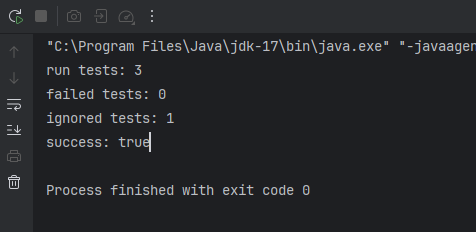 "C:\Program Files\Java\jdk-17\bin\java.exe" "-javaagen
run tests: 3
failed tests: 0
ignored tests: 1
success: true
Process finished with exit code 0